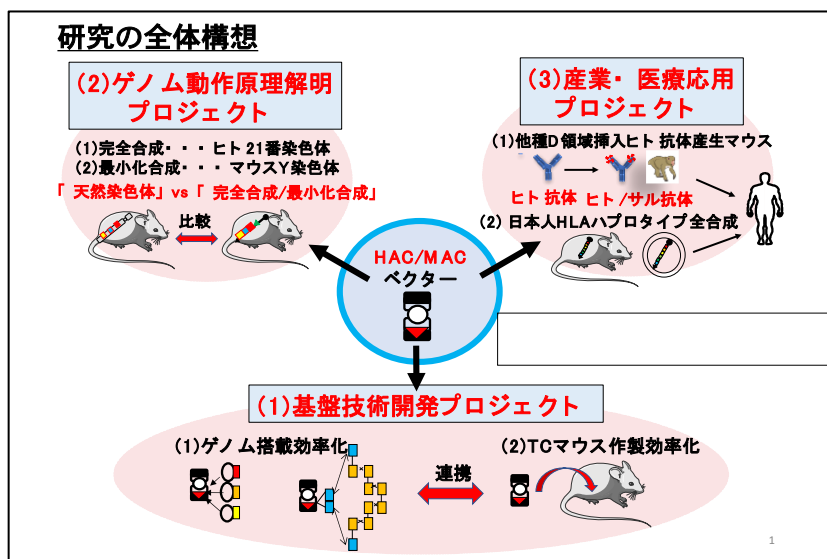 研究の全体構想
(2)ゲノム動作原理解明
プロジェクト
(1)完全合成・・・ヒト21番染色体
(2)最小化合成・・・マウスY染色体
「天然染色体」vs「完全合成/最小化合成」
比較
(3)産業・医療応用
プロジェクト
(1)他種D領域挿入ヒト抗体産生マウス
ヒト抗体 ヒト/サル抗体
(2)日本人HLAハプロタイプ全合成
HAC/MAC
ベクター
(1)基盤技術開発プロジェクト
(1)ゲノム搭載効率化
(2)TCマウス作製効率化
連携
1